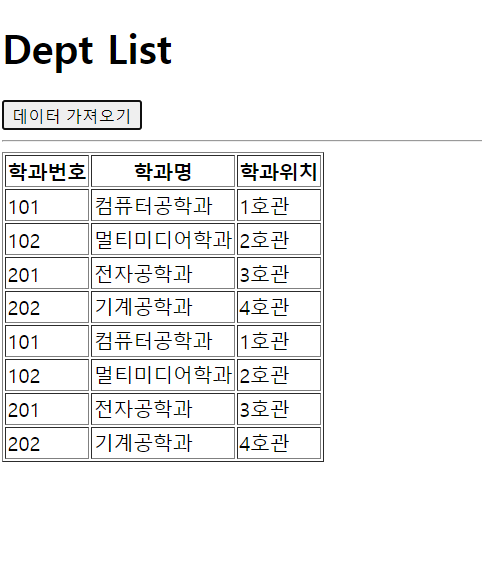 Dept List
데이터 가져오기
학과번호 학과명 학과위치
101 컴퓨터공학과 1호관
102 멀티미디어학과 2호관
201 전자공학과 3호관
202 기계공학과 4호관
101 컴퓨터공학과 1호관
102 멀티미디어학과 2호관
201 전자공학과 3호관
202 기계공학과 4호관